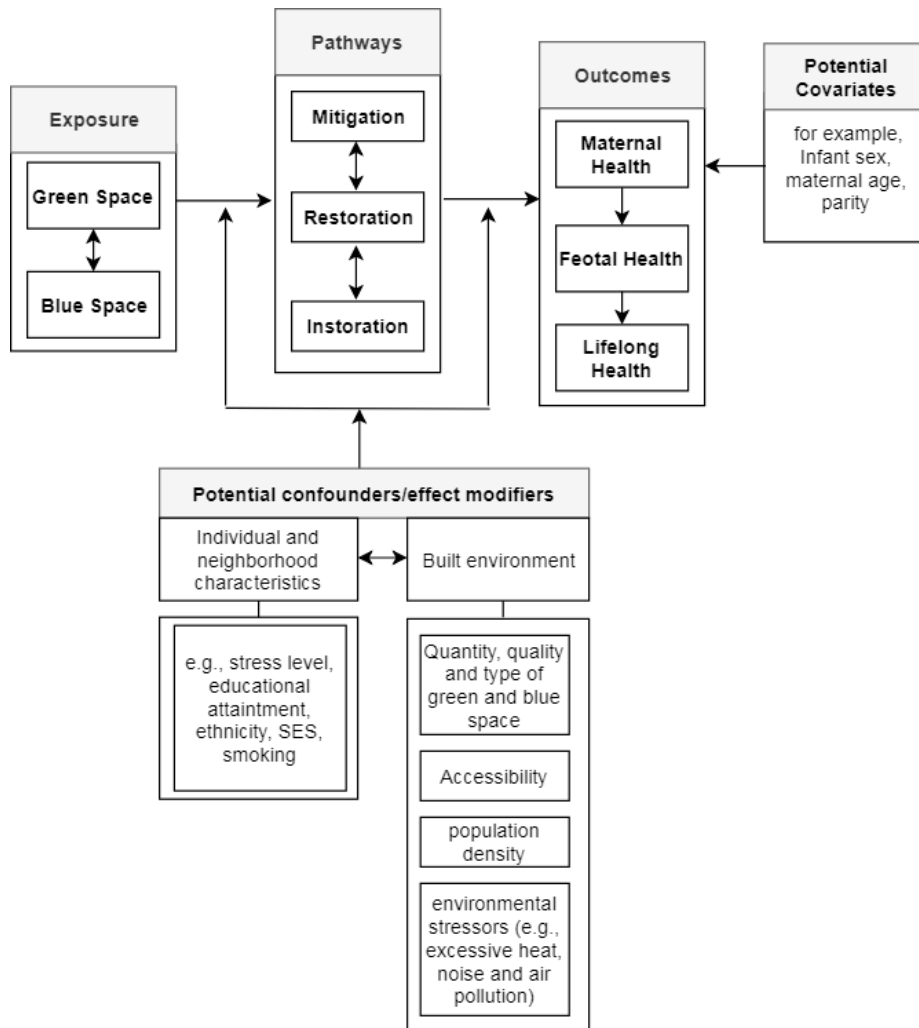 Exposure
Green Space
Blue Space
Pathways
Mitigation
Restoration
Instoration
Outcomes
Maternal
Health
Feotal Health
Lifelong
Health
Potential
Covariates
for example,
Infant sex,
maternal age,
parity
Potential confounders/effect modifiers
Individual and
neighborhood
characteristics
e.g., stress level,
educational
attaintment,
ethnicity, SES,
smoking
Built environment
Quantity, quality
and type of
green and blue
space
Accessibility
population
density
environmental
stressors (e.g.,
excessive heat,
noise and air
pollution)